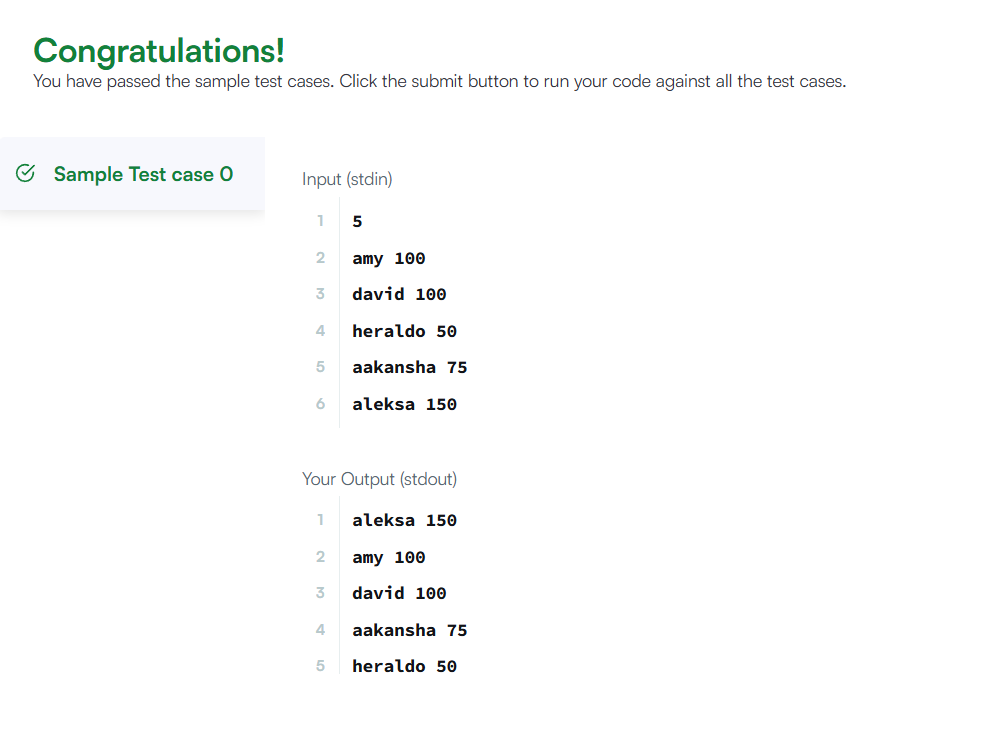 Congratulations!
You have passed the sample test cases. Click the submit button to run your code against all the test cases.
Sample Test case 0
Input (stdin)
1 5
2 amy 100
3 david 100
4 heraldo 50
5 aakansha 75
6 aleksa 150
Your Output (stdout)
1 aleksa 150
2 amy 100
3 david 100
4 aakansha 75
5 heraldo 50